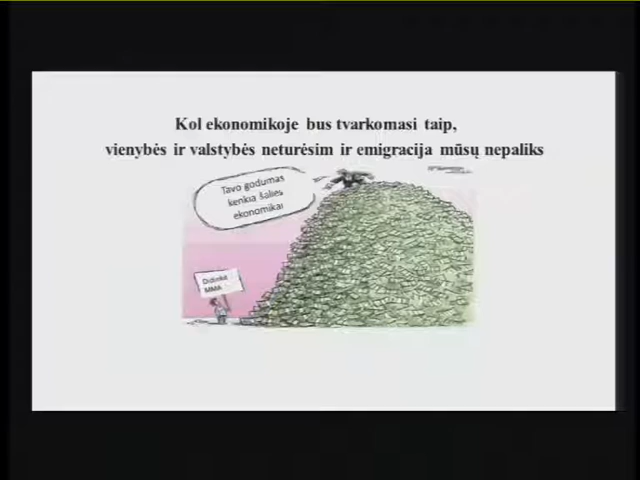 Kol ekonomikoje bus tvarkomasi taip,
vienybės ir valstybės neturėsim ir emigracija mūsų nepaliks
Tavo godumas
kenkia šalies
ekonomikai
Didinkit
MMA